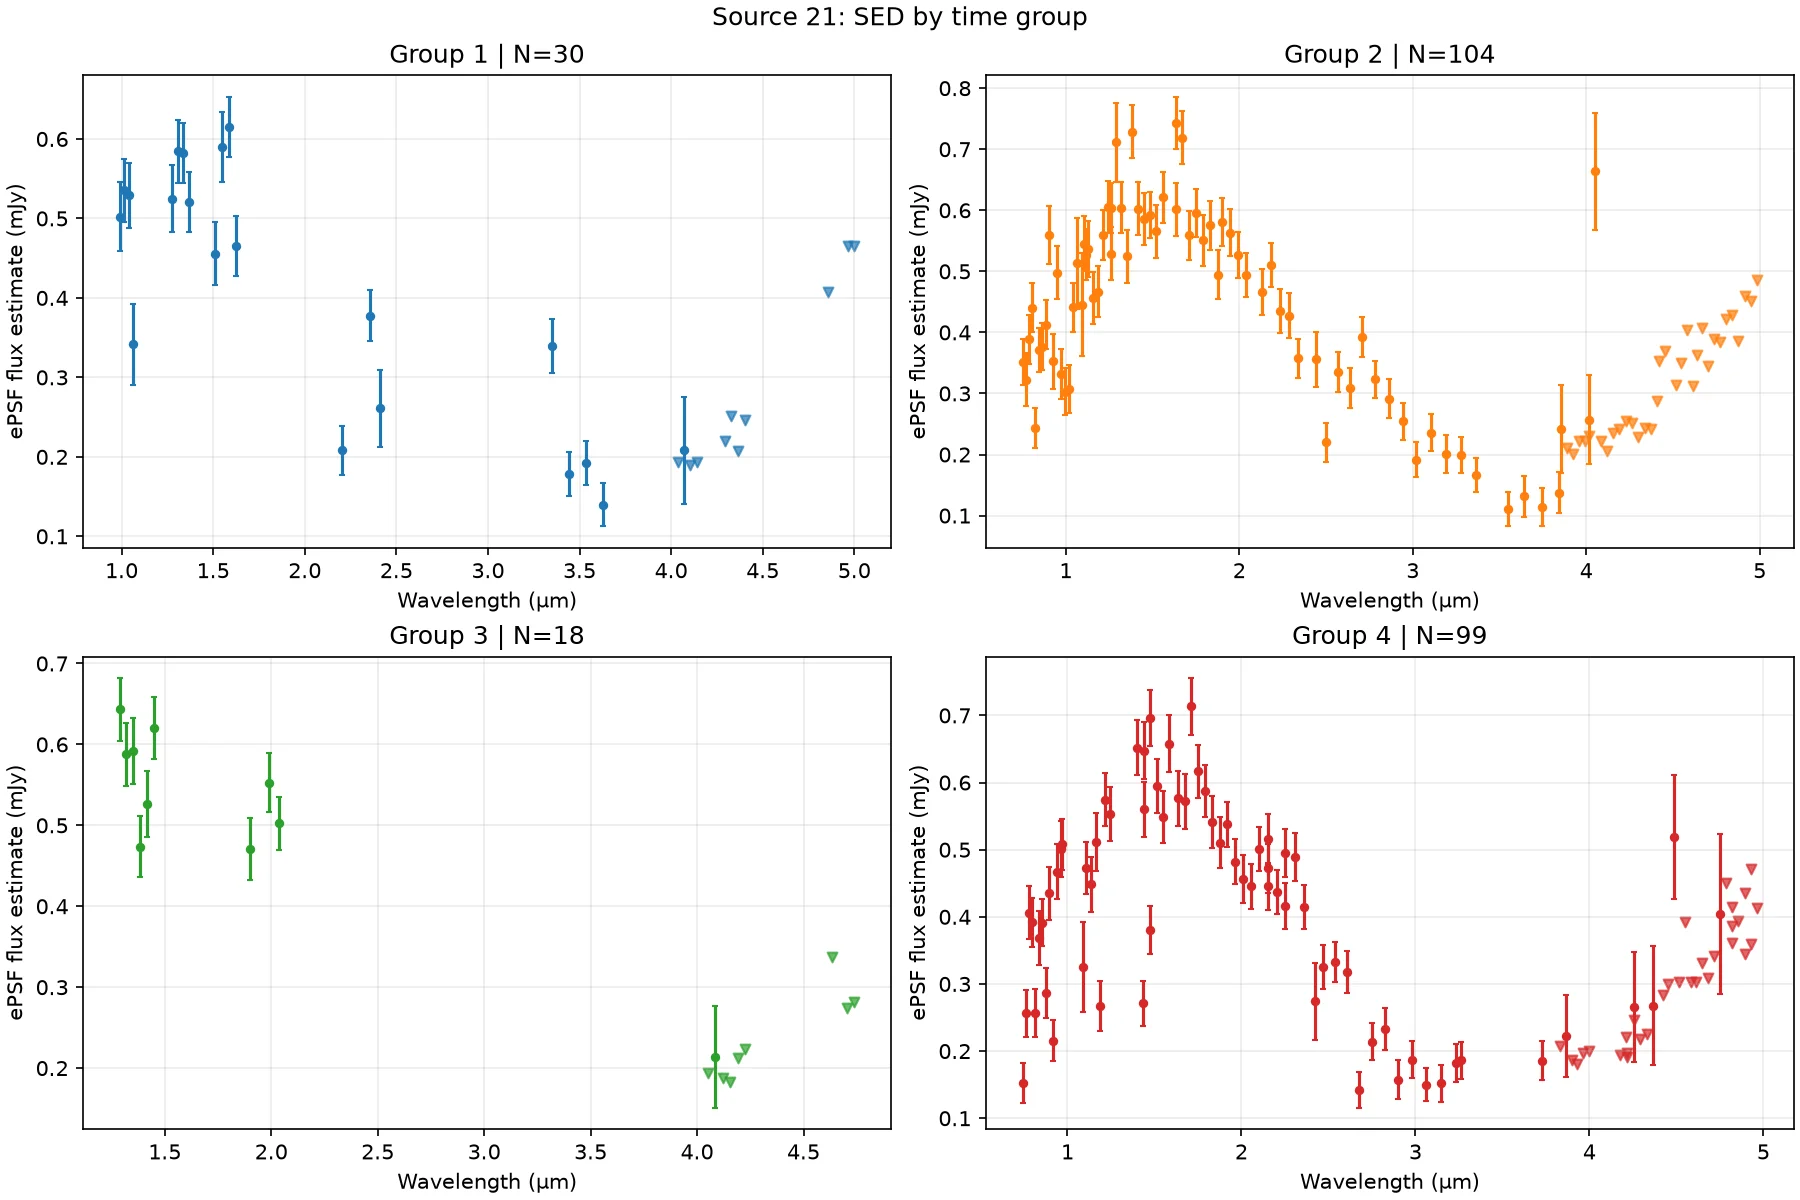 Source 21: SED by time group
Group 1 | N=30
ePSF flux estimate (mJy)
0.6
0.5
0.4
0.3
0.2
0.1
1.0 1.5 2.0 2.5 3.0 3.5 4.0 4.5 5.0
Wavelength (μm)
Group 2 | N=104
ePSF flux estimate (mJy)
0.8
0.7
0.6
0.5
0.4
0.3
0.2
0.1
1 2 3 4 5
Wavelength (μm)
Group 3 | N=18
ePSF flux estimate (mJy)
0.7
0.6
0.5
0.4
0.3
0.2
1.5 2.0 2.5 3.0 3.5 4.0 4.5
Wavelength (μm)
Group 4 | N=99
ePSF flux estimate (mJy)
0.7
0.6
0.5
0.4
0.3
0.2
0.1
1 2 3 4 5
Wavelength (μm)